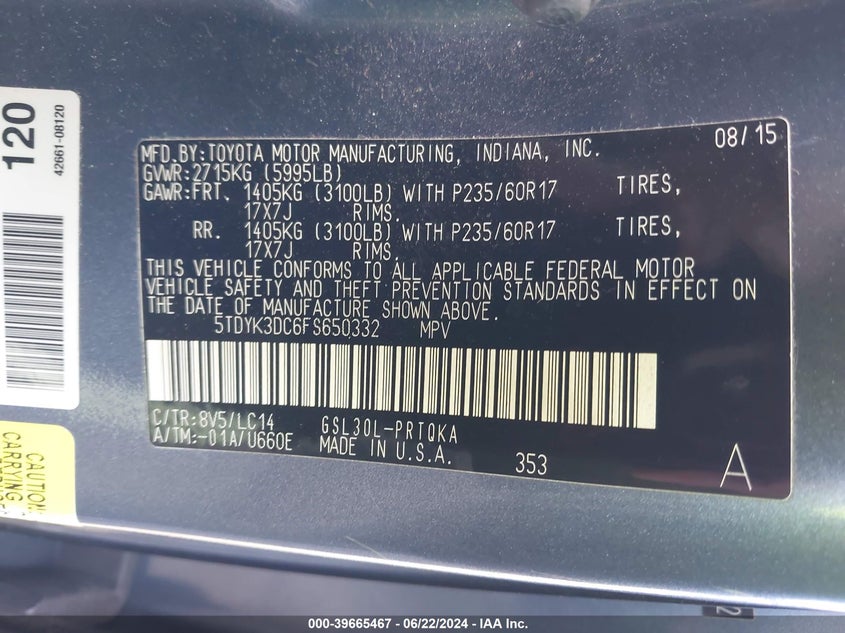 120
42661-08120
MFD.BY:TOYOTA MOTOR MANUFACTURING, INDIANA, INC. 08/15
GVWR:2715KG (5995LB)
GAWR:FRT. 1405KG (3100LB) WITH P235/60R17 TIRES,
17X7J RIMS.
RR. 1405KG (3100LB) WITH P235/60R17 TIRES,
17X7J RIMS.
THIS VEHICLE CONFORMS TO ALL APPLICABLE FEDERAL MOTOR
VEHICLE SAFETY AND THEFT PREVENTION STANDARDS IN EFFECT ON
THE DATE OF MANUFACTURE SHOWN ABOVE.
5TDYK3DC6FS650332 MPV
C/TR:8V5/LC14 GSL30L-PRTQKA
A/TM:-01A/U660E MADE IN U.S.A. 353 A
CAUTION
CARRYING
2
000-39665467 - 06/22/2024 - IAA Inc.